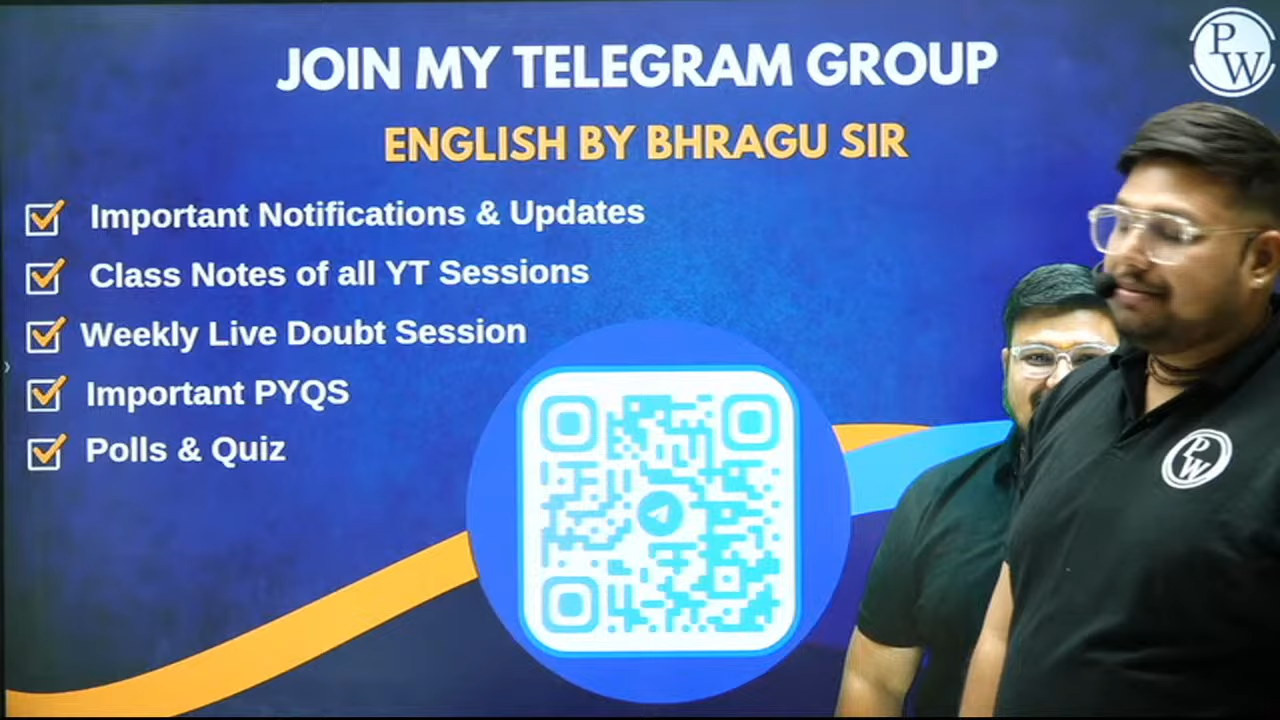 JOIN MY TELEGRAM GROUP
PW
ENGLISH BY BHRAGU SIR
Important Notifications & Updates
Class Notes of all YT Sessions
Weekly Live Doubt Session
Important PYQS
Polls & Quiz
PW